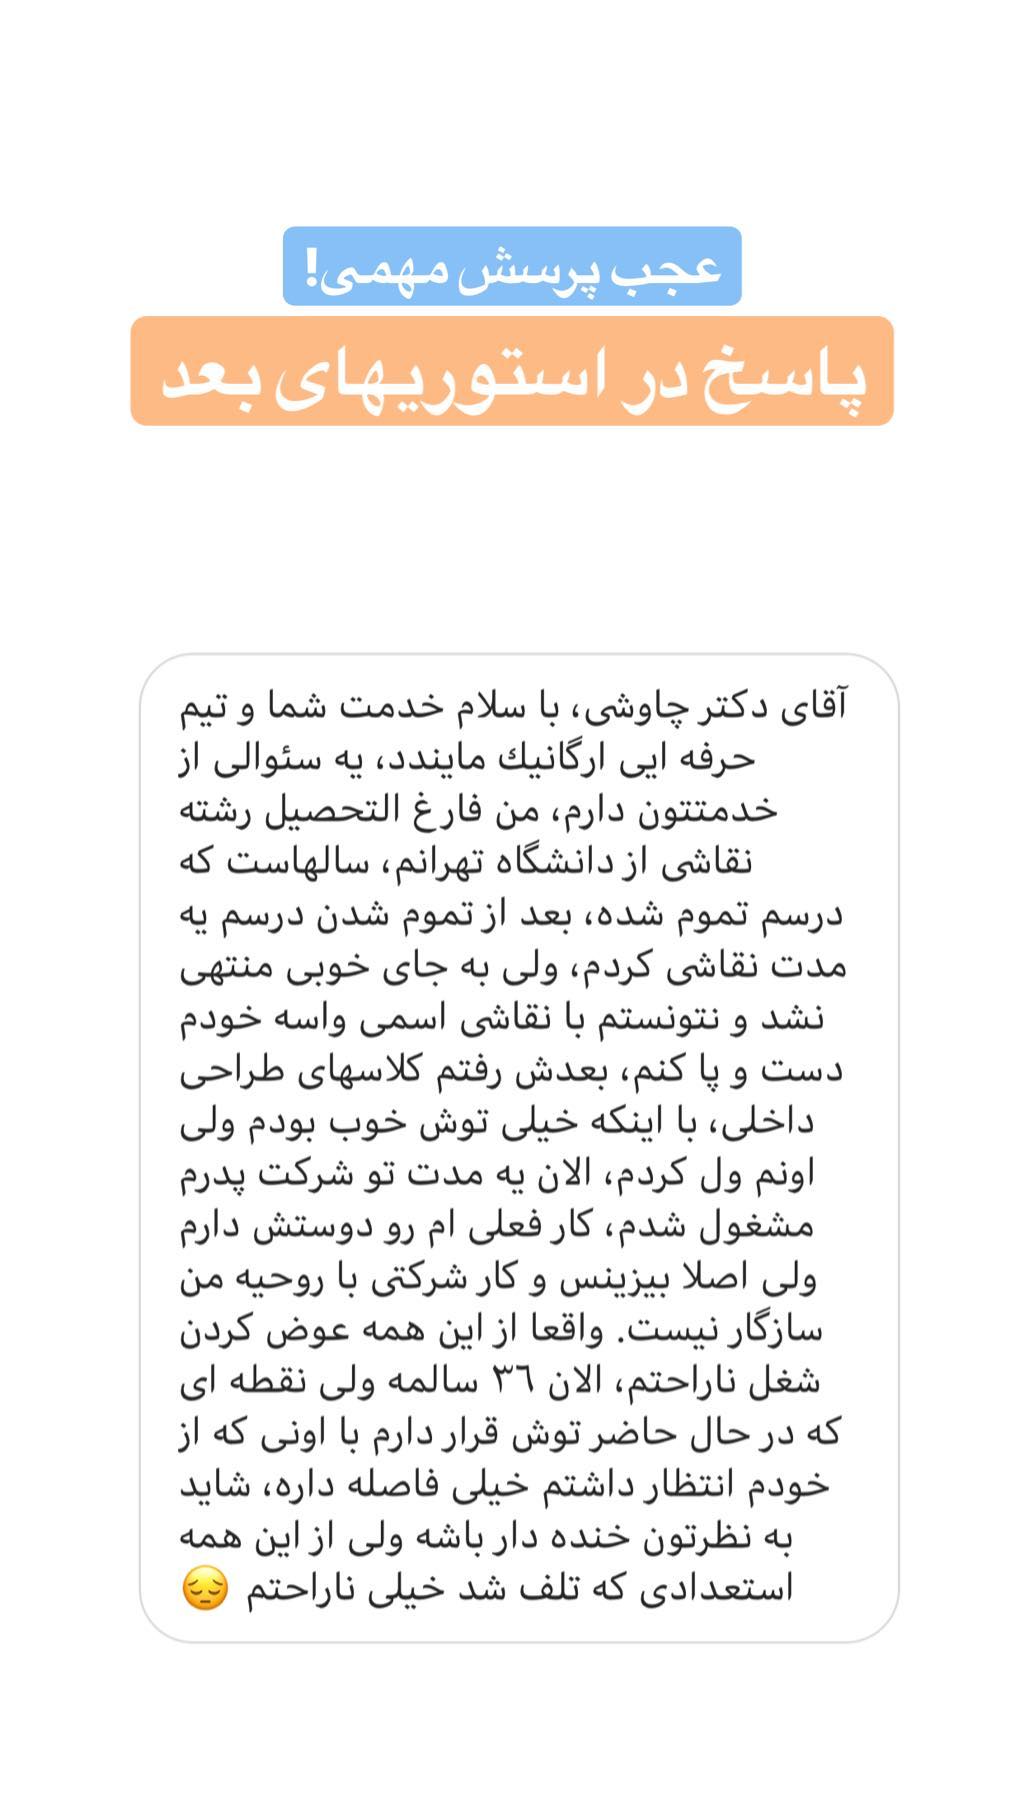 عجب پرسش مهمی!
پاسخ در استوریهای بعد
آقای دکتر چاوشی، با سلام خدمت شما و تیم
حرفه ایی ارگانیك مایندد، یه سئوالی از
خدمتتون دارم، من فارغ التحصیل رشته
نقاشی از دانشگاه تهرانم، سالهاست که
درسم تموم شده، بعد از تموم شدن درسم یه
مدت نقاشی کردم، ولی به جای خوبی منتهی
نشد و نتونستم با نقاشی اسمی واسه خودم
دست و پا کنم، بعدش رفتم کلاسهای طراحی
داخلی، با اینکه خیلی توش خوب بودم ولی
اونم ول کردم، الان یه مدت تو شرکت پدرم
مشغول شدم، کار فعلی ام رو دوستش دارم
ولی اصلا بیزینس و کار شرکتی با روحیه من
سازگار نیست. واقعا از این همه عوض کردن
شغل ناراحتم، الان ٣٦ سالمه ولی نقطه ای
که در حال حاضر توش قرار دارم با اونی که از
خودم انتظار داشتم خیلی فاصله داره، شاید
به نظرتون خنده دار باشه ولی از این همه
استعدادی که تلف شد خیلی ناراحتم 😔